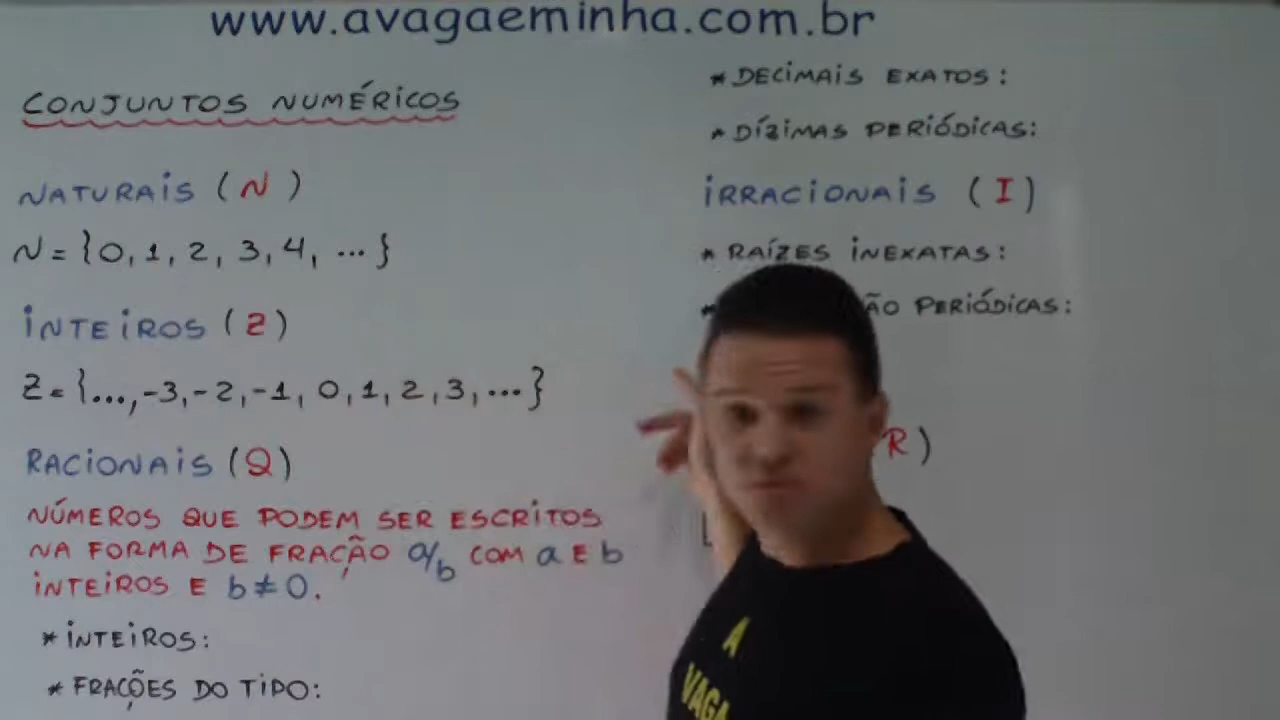 www.avagaeminha.com.br
CONJUNTOS NUMÉRICOS
NATURAIS (N)
N = {0, 1, 2, 3, 4, ... }
INTEIROS (Z)
Z = {..., -3, -2, -1, 0, 1, 2, 3, ... }
RACIONAIS (Q)
NÚMEROS QUE PODEM SER ESCRITOS
NA FORMA DE FRAÇÃO a/b COM a E b
INTEIROS E b ≠ 0.
* INTEIROS:
* FRAÇÕES DO TIPO:
* DECIMAIS EXATOS:
* DÍZIMAS PERIÓDICAS:
IRRACIONAIS (I)
* RAÍZES INEXATAS:
* ÃO PERIÓDICAS:
R)
A
VAGA